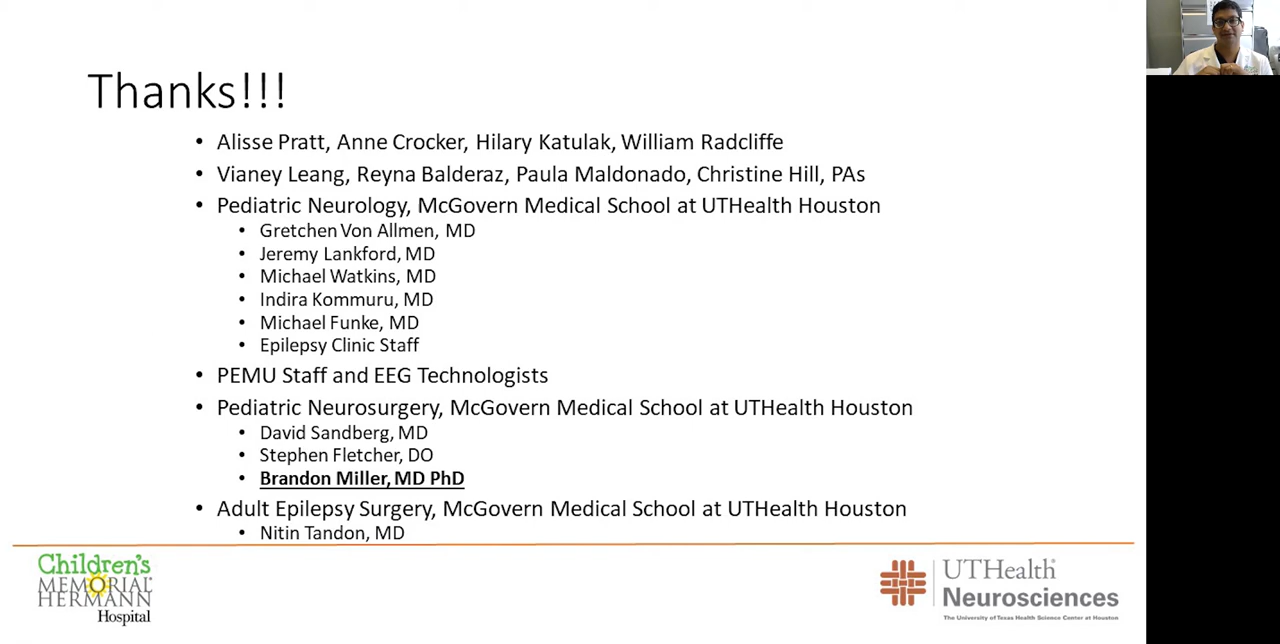 Thanks!!!
• Alisse Pratt, Anne Crocker, Hilary Katulak, William Radcliffe
• Vianey Leang, Reyna Balderaz, Paula Maldonado, Christine Hill, PAs
• Pediatric Neurology, McGovern Medical School at UTHealth Houston
• Gretchen Von Allmen, MD
• Jeremy Lankford, MD
• Michael Watkins, MD
• Indira Kommuru, MD
• Michael Funke, MD
• Epilepsy Clinic Staff
• PEMU Staff and EEG Technologists
• Pediatric Neurosurgery, McGovern Medical School at UTHealth Houston
• David Sandberg, MD
• Stephen Fletcher, DO
• Brandon Miller, MD PhD
• Adult Epilepsy Surgery, McGovern Medical School at UTHealth Houston
• Nitin Tandon, MD
Children's
MEMORIAL
HERMANN
Hospital
UTHealth
Neurosciences
The University of Texas Health Science Center at Houston